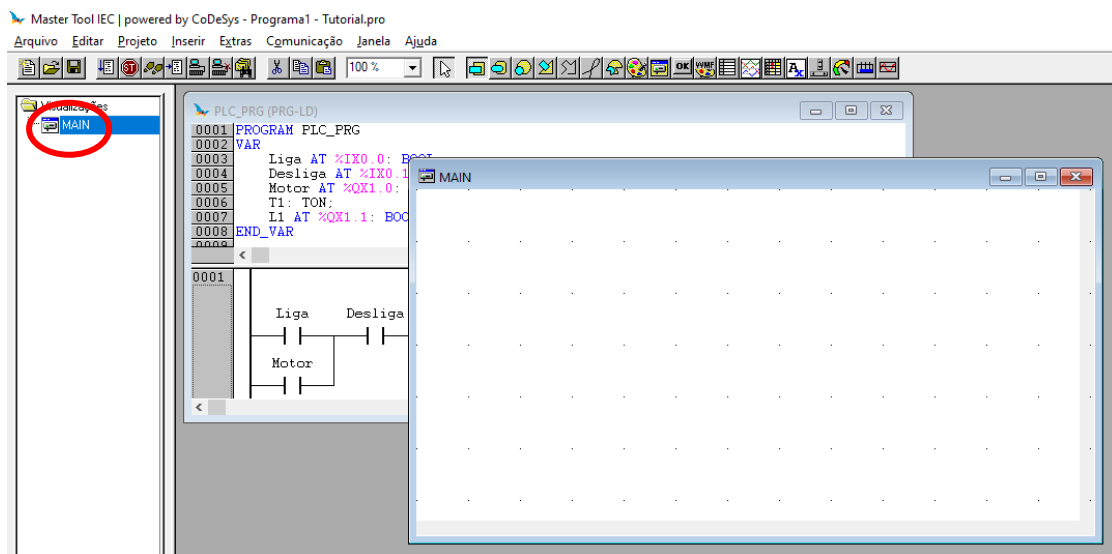 Master Tool IEC | powered by CoDeSys - Programa1 - Tutorial.pro
Arquivo Editar Projeto Inserir Extras Comunicação Janela Ajuda
100 %
Visualizações
MAIN
PLC_PRG (PRG-LD)
0001 PROGRAM PLC_PRG
0002 VAR
0003 Liga AT %IX0.0: BOOL
0004 Desliga AT %IX0.1
0005 Motor AT %QX1.0:
0006 T1: TON;
0007 L1 AT %QX1.1: BOO
0008 END_VAR
0009
0001
Liga Desliga
Motor
MAIN